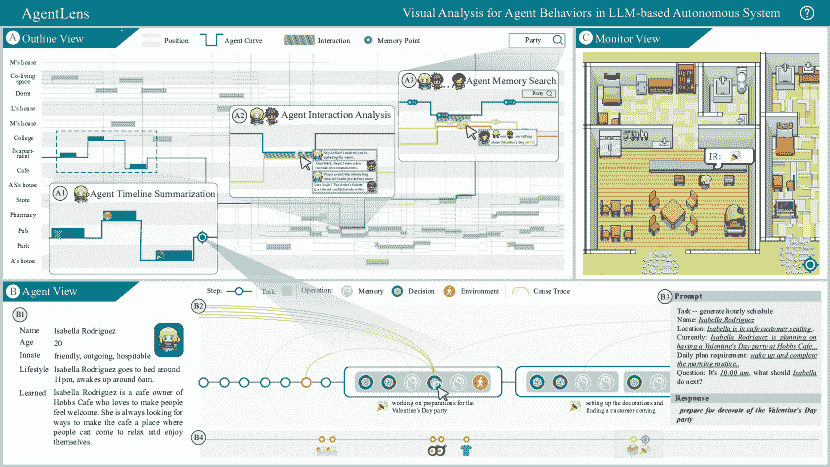 AgentLens
Visual Analysis for Agent Behaviors in LLM-based Autonomous System
?
A Outline View
Position
Agent Curve
Interaction
Memory Point
Party
C Monitor View
M's house
Co-living
space
Dorm
L's house
M's house
College
Cafe
Store
Pharmacy
Pub
Park
A's house
A1 Agent Timeline Summarization
A2 Agent Interaction Analysis
A3 Agent Memory Search
Party
IR:
B Agent View
Step:
Task:
Operation:
Memory
Decision
Environment
Cause Trace
B1
Name Isabella Rodriguez
Age 20
Innate friendly, outgoing, hospitable
Lifestyle Isabella Rodriguez goes to bed around
11pm, awakes up around 6am.
Learned Isabella Rodriguez is a cafe owner of
Hobbs Cafe who loves to make people
feel welcome. She is always looking for
ways to make the cafe a place where
people can come to relax and enjoy
themselves.
B2
working on preparations for the
Valentine's Day party
setting up the decorations and
finding a customer coming
B4
B3 Prompt
Task -- generate hourly schedule
Name: Isabella Rodriguez
Location: Isabella is in cafe:customer seating..
Currently: Isabella Rodriguez is planning on
having a Valentine's Day party at Hobbs Cafe...
Daily plan requirement: wake up and complete
the morning routine..
Question: It's 10:00 am, what should Isabella
do next?
Response
prepare for decorate of the Valentine's Day
party